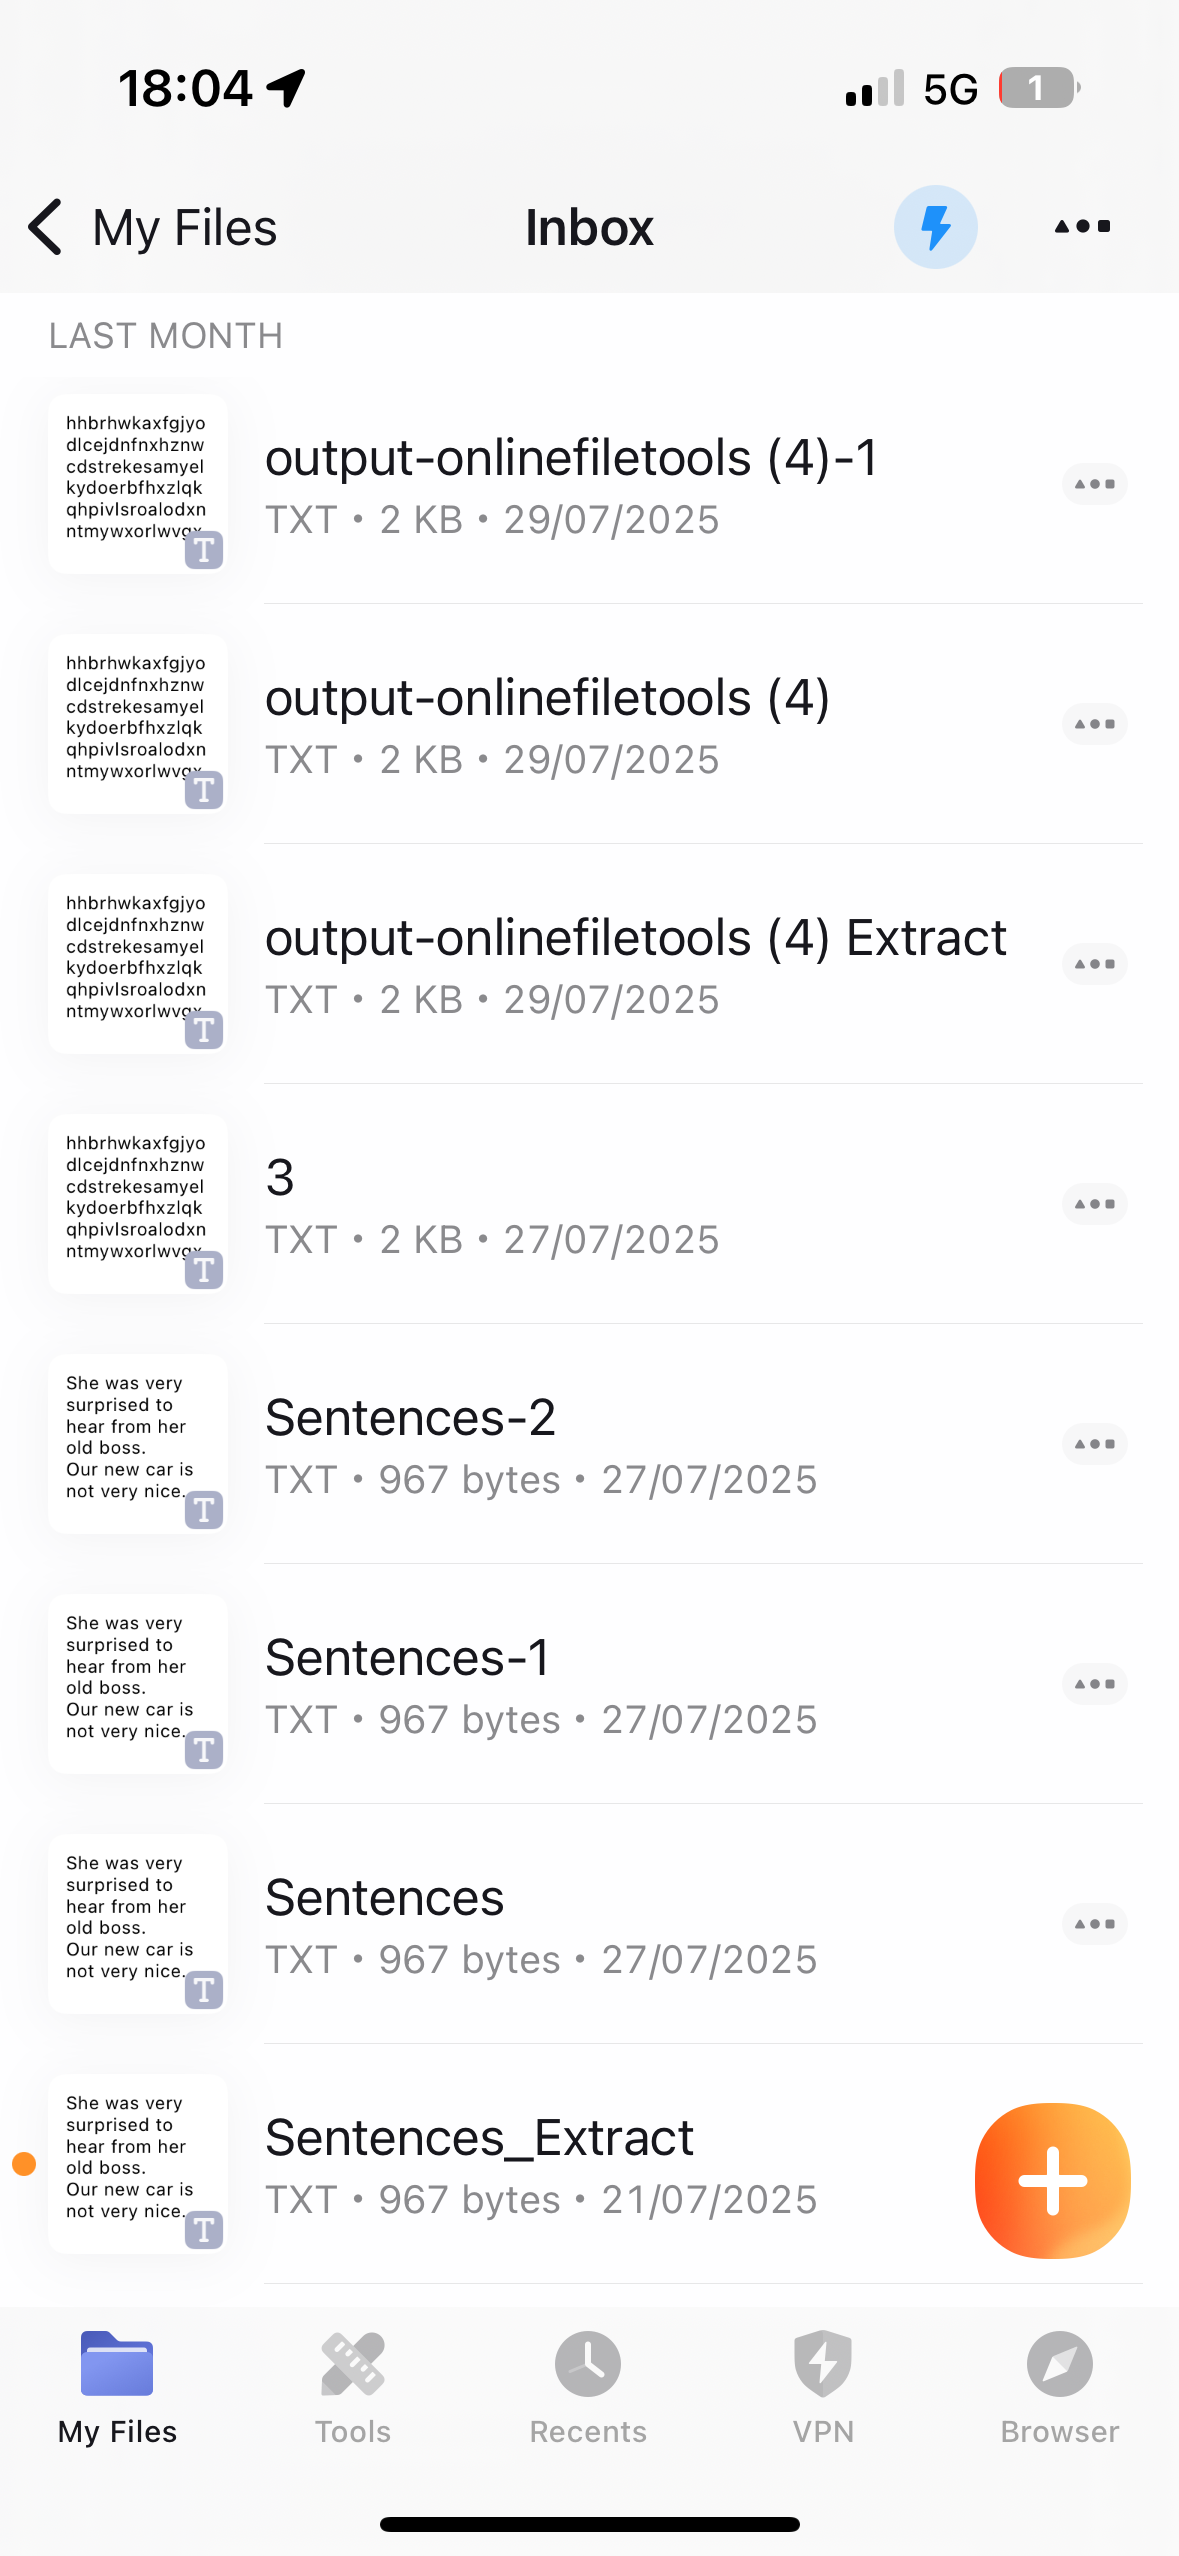 18:04
5G
1
My Files
Inbox
LAST MONTH
hhbrhwkaxfgjyo
dlcejdnfnxhznw
cdstrekesamyel
kydoerbfhxzlqk
qhpivlsroalodxn
ntmywxorlwvgx
T
output-onlinefiletools (4)-1
TXT • 2 KB • 29/07/2025
hhbrhwkaxfgjyo
dlcejdnfnxhznw
cdstrekesamyel
kydoerbfhxzlqk
qhpivlsroalodxn
ntmywxorlwvgx
T
output-onlinefiletools (4)
TXT • 2 KB • 29/07/2025
hhbrhwkaxfgjyo
dlcejdnfnxhznw
cdstrekesamyel
kydoerbfhxzlqk
qhpivlsroalodxn
ntmywxorlwvgx
T
output-onlinefiletools (4) Extract
TXT • 2 KB • 29/07/2025
hhbrhwkaxfgjyo
dlcejdnfnxhznw
cdstrekesamyel
kydoerbfhxzlqk
qhpivlsroalodxn
ntmywxorlwvgx
T
3
TXT • 2 KB • 27/07/2025
She was very
surprised to
hear from her
old boss.
Our new car is
not very nice.
T
Sentences-2
TXT • 967 bytes • 27/07/2025
She was very
surprised to
hear from her
old boss.
Our new car is
not very nice.
T
Sentences-1
TXT • 967 bytes • 27/07/2025
She was very
surprised to
hear from her
old boss.
Our new car is
not very nice.
T
Sentences
TXT • 967 bytes • 27/07/2025
She was very
surprised to
hear from her
old boss.
Our new car is
not very nice.
T
Sentences_Extract
TXT • 967 bytes • 21/07/2025
My Files
Tools
Recents
VPN
Browser